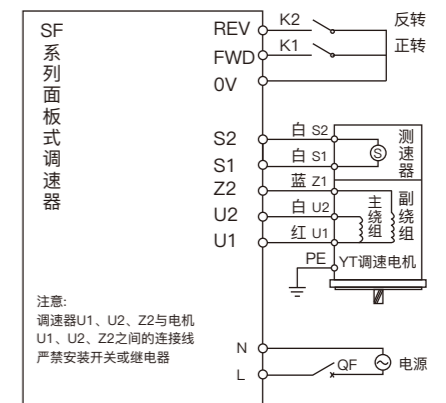 SF系列面板式调速器
REV K2 反转
FWD K1 正转
0V
S2 白 S2
S1 白 S1
Z2 蓝 Z1
U2 白 U2
U1 红 U1
测速器
S
主绕组
副绕组
PE YT调速电机
注意:
调速器U1、U2、Z2与电机
U1、U2、Z2之间的连接线
严禁安装开关或继电器
N
L QF 电源